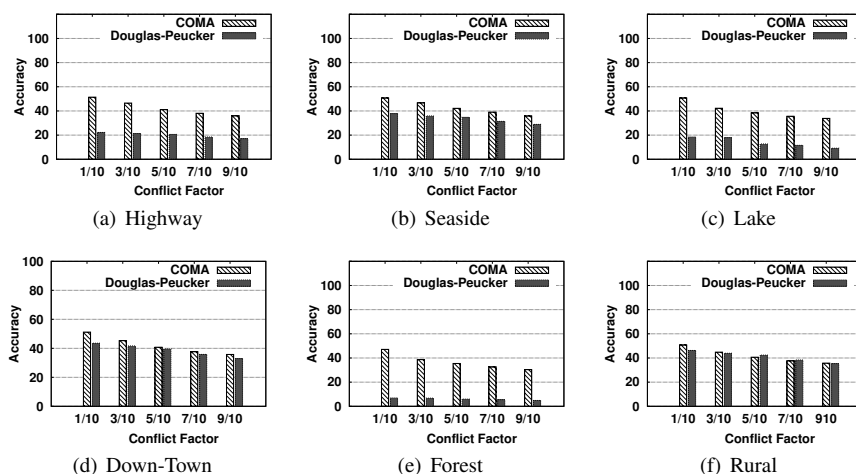 COMA
Douglas-Peucker
120
100
80
60
40
20
0
Accuracy
1/10 3/10 5/10 7/10 9/10
Conflict Factor
(a) Highway
COMA
Douglas-Peucker
120
100
80
60
40
20
0
Accuracy
1/10 3/10 5/10 7/10 9/10
Conflict Factor
(b) Seaside
COMA
Douglas-Peucker
120
100
80
60
40
20
0
Accuracy
1/10 3/10 5/10 7/10 9/10
Conflict Factor
(c) Lake
COMA
Douglas-Peucker
100
80
60
40
20
0
Accuracy
1/10 3/10 5/10 7/10 9/10
Conflict Factor
(d) Down-Town
COMA
Douglas-Peucker
100
80
60
40
20
0
Accuracy
1/10 3/10 5/10 7/10 9/10
Conflict Factor
(e) Forest
COMA
Douglas-Peucker
100
80
60
40
20
0
Accuracy
1/10 3/10 5/10 7/10 9\10
Conflict Factor
(f) Rural